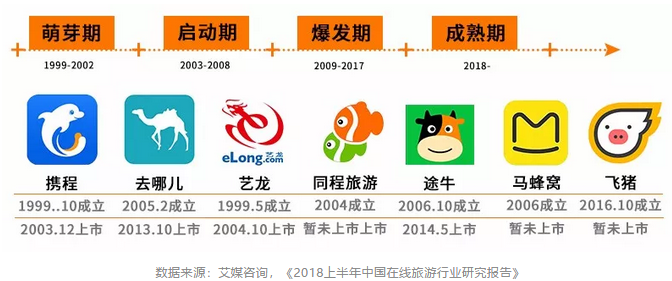 萌芽期 启动期 爆发期 成熟期
1999-2002 2003-2008 2009-2017 2018-
eLong.com 艺龙
携程 去哪儿 艺龙 同程旅游 途牛 马蜂窝 飞猪
1999..10成立 2005.2成立 1999.5成立 2004成立 2006.10成立 2006成立 2016.10成立
2003.12上市 2013.10上市 2004.10上市 暂未上市上市 2014.5上市 暂未上市 暂未上市
数据来源：艾媒咨询，《2018上半年中国在线旅游行业研究报告》